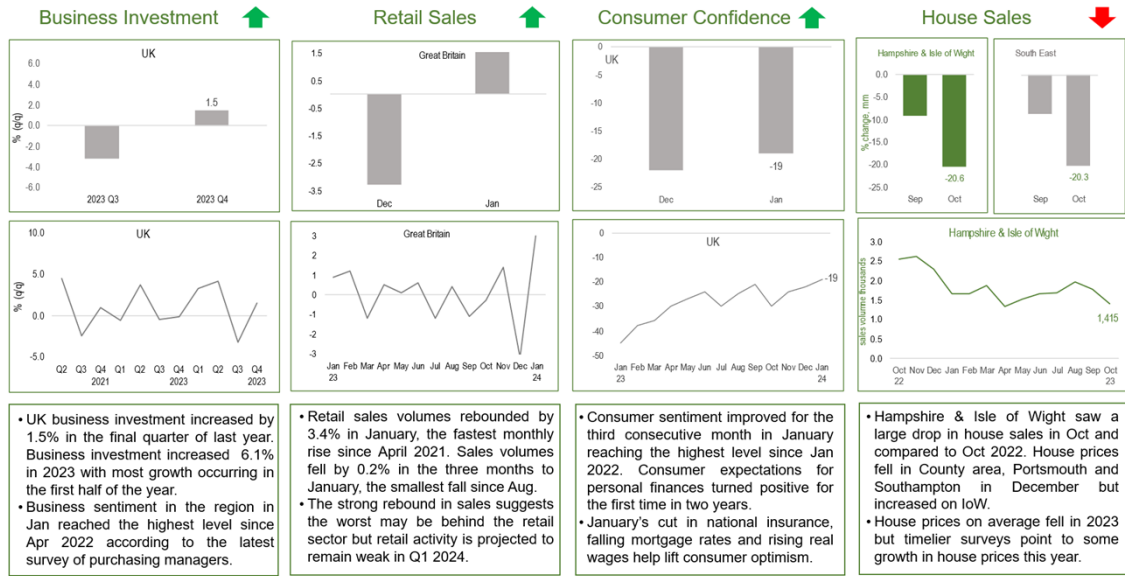 Business Investment
Retail Sales
Consumer Confidence
House Sales
UK
% (q/q)
6.0
4.0
2.0
0.0
-2.0
-4.0
-6.0
1.5
2023 Q3
2023 Q4
Great Britain
1.5
0.5
-0.5
-1.5
-2.5
-3.5
Dec
Jan
UK
0
-5
-10
-15
-20
-25
-19
Dec
Jan
Hampshire & Isle of Wight
% change, mm
0.0
-5.0
-10.0
-15.0
-20.0
-25.0
-20.6
Sep
Oct
South East
-20.3
Sep
Oct
UK
% (q/q)
10.0
5.0
0.0
-5.0
Q2 Q3 Q4 Q1 Q2 Q3 Q4 Q1 Q2 Q3 Q4
2021 2023 2023
Great Britain
3
2
1
0
-1
-2
-3
Jan Feb Mar Apr May Jun Jul Aug Sep Oct Nov Dec Jan
23 24
UK
0
-10
-20
-30
-40
-50
-19
Jan Feb Mar Apr May Jun Jul Aug Sep Oct Nov Dec Jan
23 24
Hampshire & Isle of Wight
sales volume thousands
3.0
2.5
2.0
1.5
1.0
0.5
0.0
1,415
Oct Nov Dec Jan Feb Mar Apr May Jun Jul Aug Sep Oct
22 23
• UK business investment increased by
1.5% in the final quarter of last year.
Business investment increased 6.1%
in 2023 with most growth occurring in
the first half of the year.
• Business sentiment in the region in
Jan reached the highest level since
Apr 2022 according to the latest
survey of purchasing managers.
• Retail sales volumes rebounded by
3.4% in January, the fastest monthly
rise since April 2021. Sales volumes
fell by 0.2% in the three months to
January, the smallest fall since Aug.
• The strong rebound in sales suggests
the worst may be behind the retail
sector but retail activity is projected to
remain weak in Q1 2024.
• Consumer sentiment improved for the
third consecutive month in January
reaching the highest level since Jan
2022. Consumer expectations for
personal finances turned positive for
the first time in two years.
• January's cut in national insurance,
falling mortgage rates and rising real
wages help lift consumer optimism.
• Hampshire & Isle of Wight saw a
large drop in house sales in Oct and
compared to Oct 2022. House prices
fell in County area, Portsmouth and
Southampton in December but
increased on IoW.
• House prices on average fell in 2023
but timelier surveys point to some
growth in house prices this year.